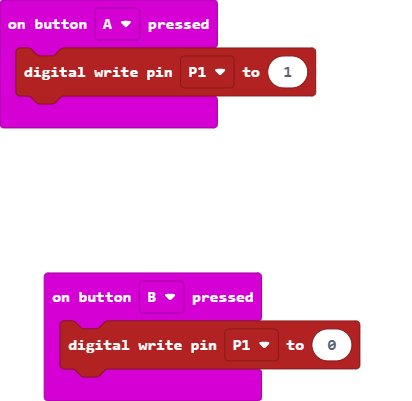 on button A pressed
digital write pin P1 to 1
on button B pressed
digital write pin P1 to 0